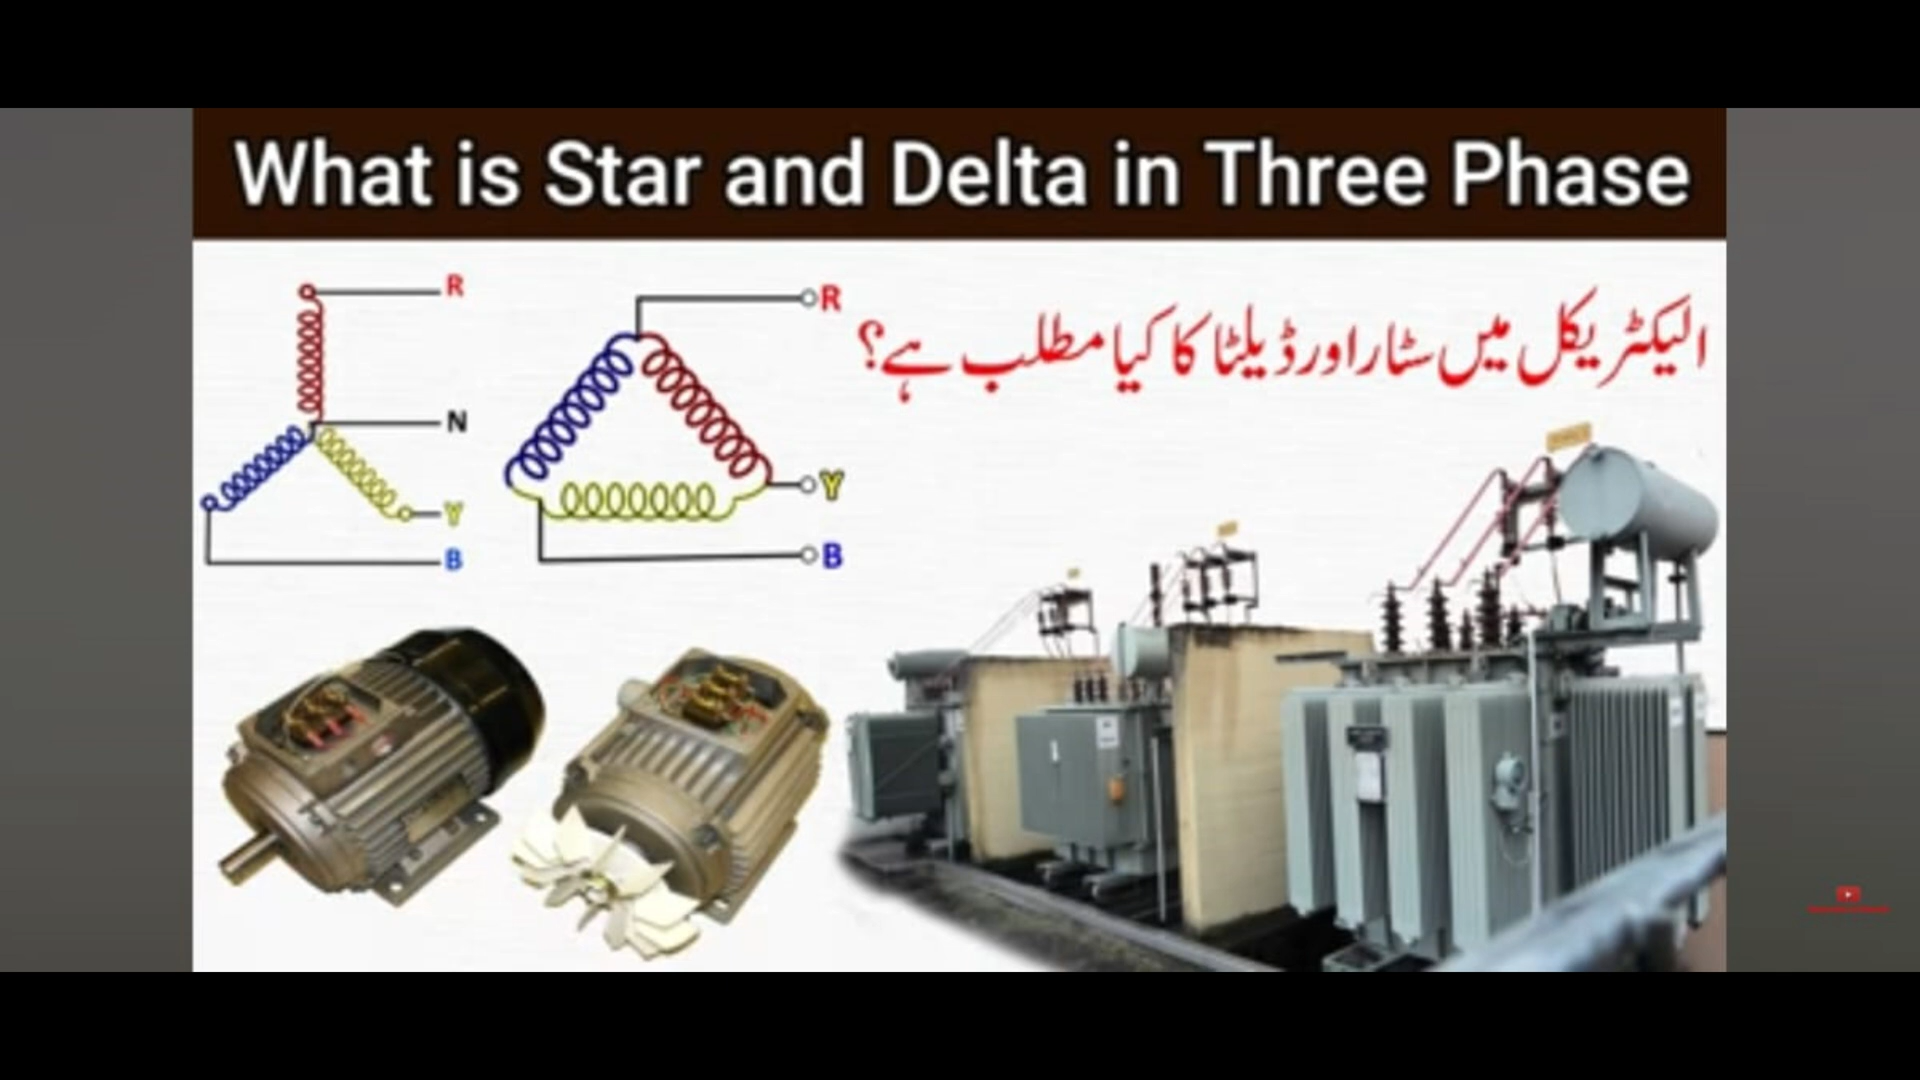 What is Star and Delta in Three Phase
الیکٹریکل میں سٹار اور ڈیلٹا کا کیا مطلب ہے؟
R
N
Y
B
R
Y
B